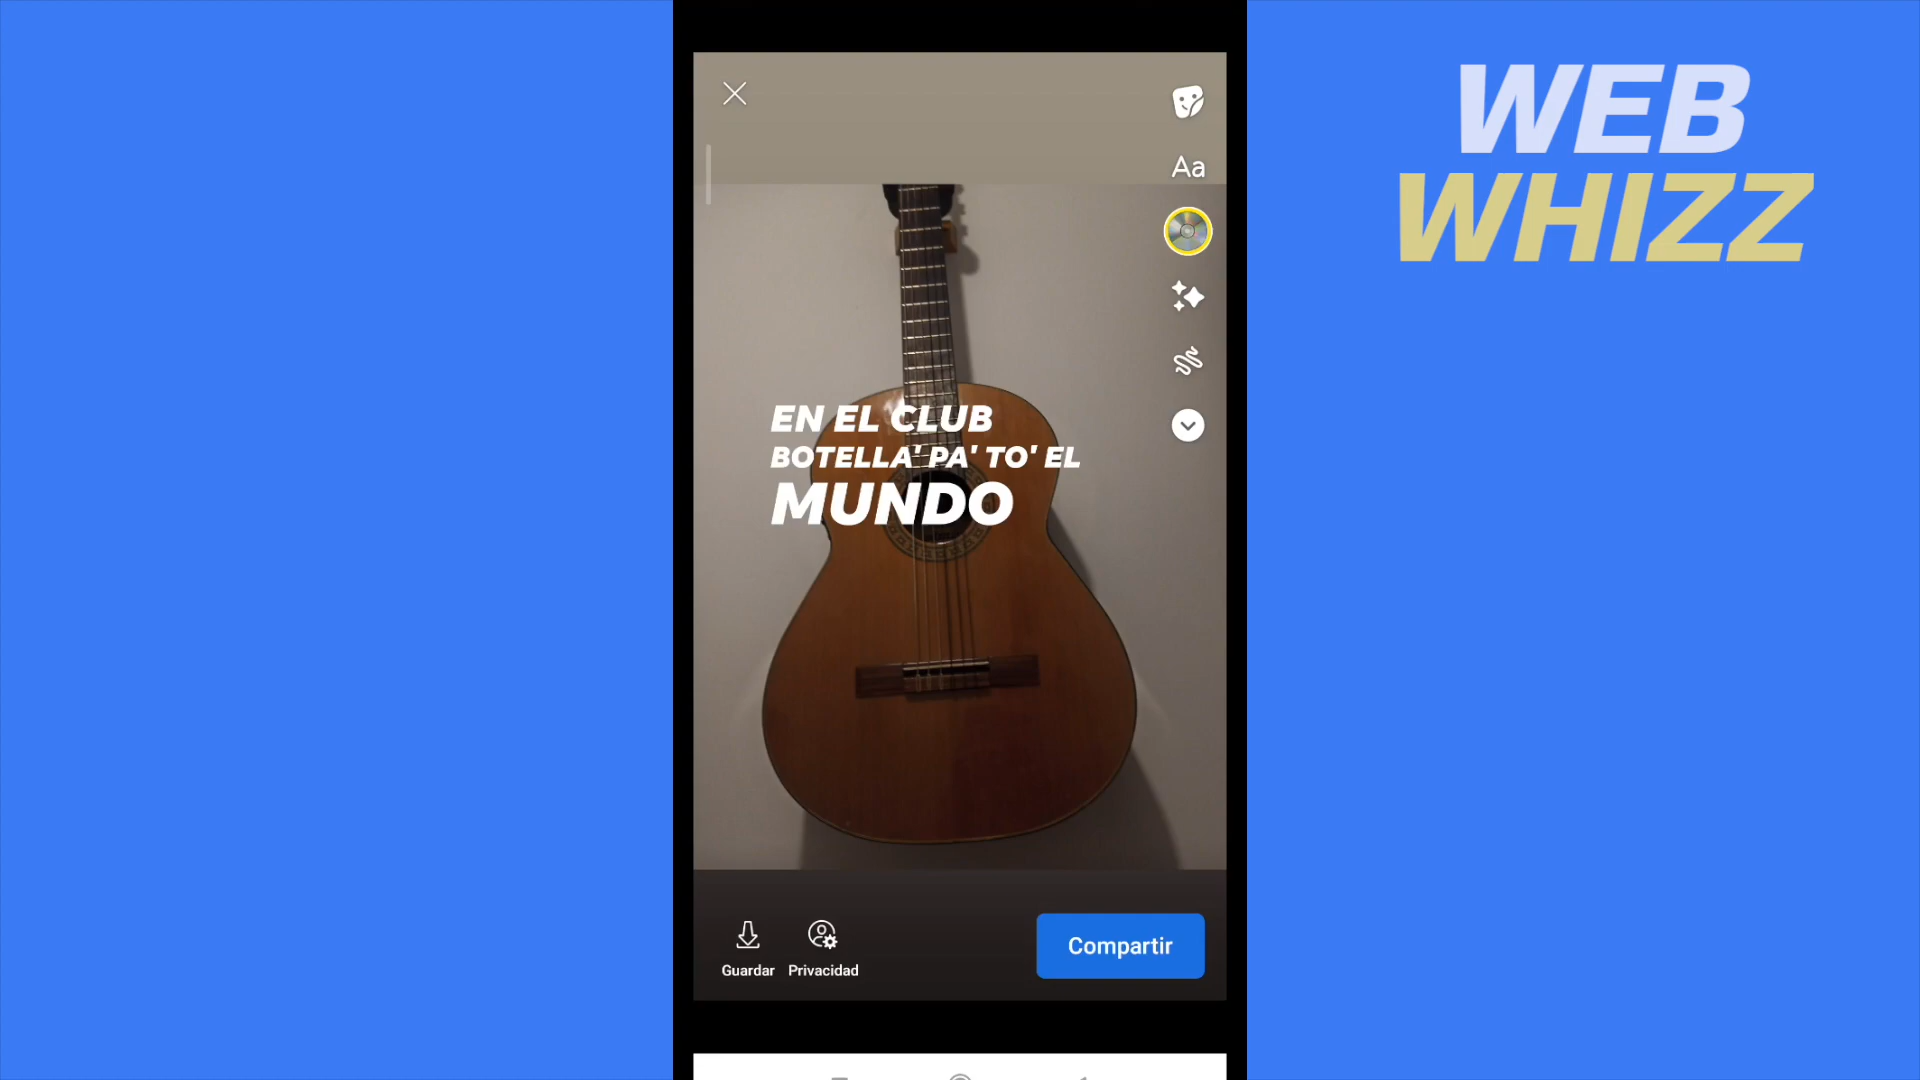 WEB
WHIZZ
Aa
EN EL CLUB
BOTELLA' PA' TO' EL
MUNDO
Guardar
Privacidad
Compartir